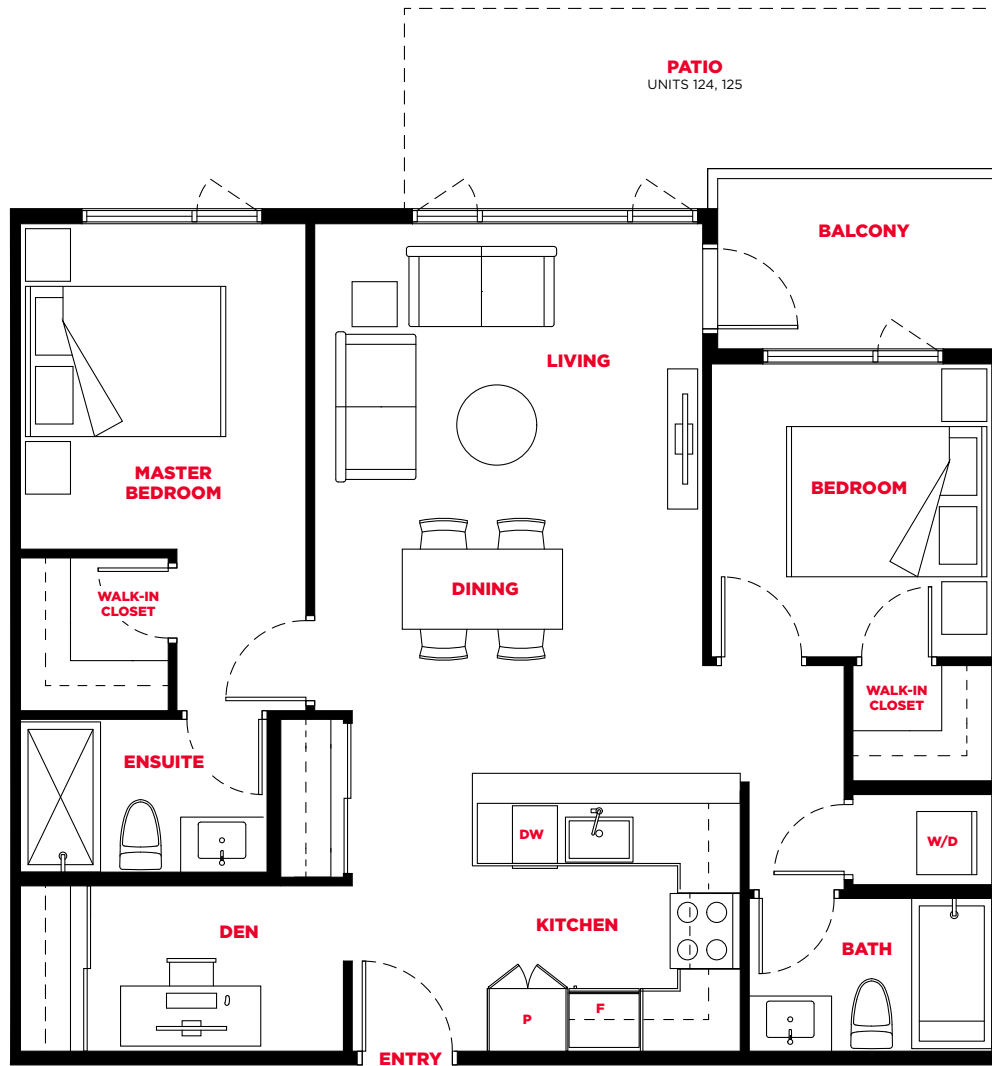 PATIO
UNITS 124, 125
BALCONY
LIVING
MASTER
BEDROOM
BEDROOM
DINING
WALK-IN
CLOSET
WALK-IN
CLOSET
ENSUITE
DW
W/D
KITCHEN
DEN
BATH
P
F
ENTRY